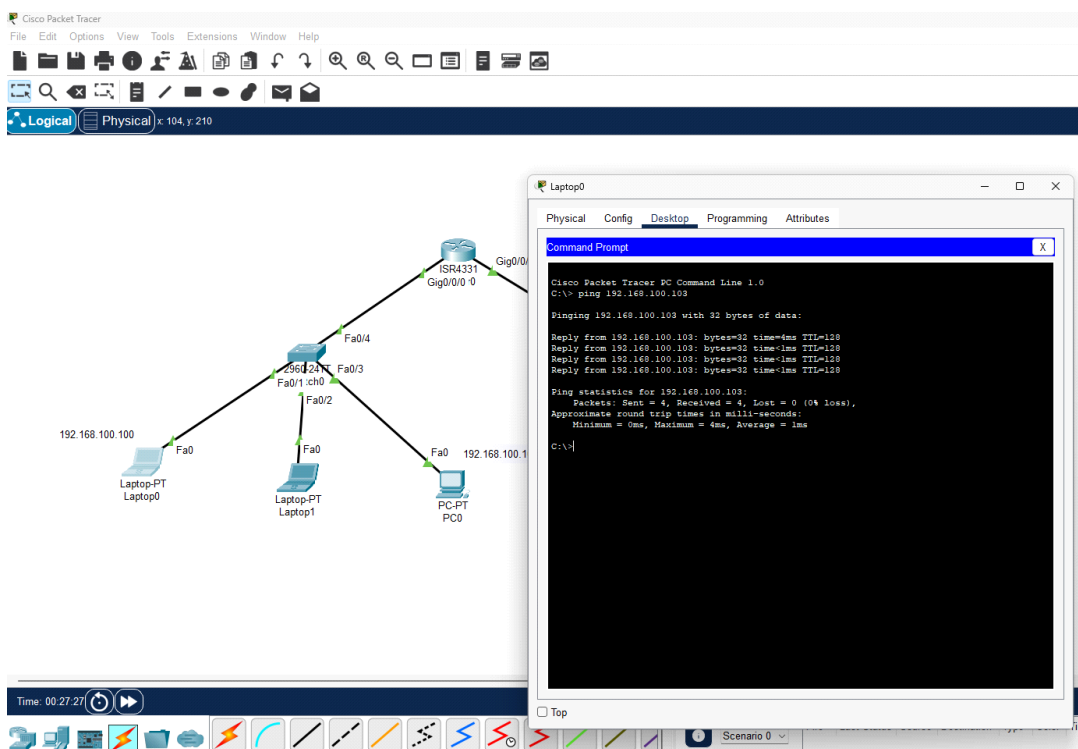 Cisco Packet Tracer
File Edit Options View Tools Extensions Window Help
Logical Physical x: 104, y: 210
Laptop0
Physical Config Desktop Programming Attributes
Command Prompt X
Cisco Packet Tracer PC Command Line 1.0
C:\> ping 192.168.100.103
Pinging 192.168.100.103 with 32 bytes of data:
Reply from 192.168.100.103: bytes=32 time=4ms TTL=128
Reply from 192.168.100.103: bytes=32 time<1ms TTL=128
Reply from 192.168.100.103: bytes=32 time<1ms TTL=128
Reply from 192.168.100.103: bytes=32 time<1ms TTL=128
Ping statistics for 192.168.100.103:
Packets: Sent = 4, Received = 4, Lost = 0 (0% loss),
Approximate round trip times in milli-seconds:
Minimum = 0ms, Maximum = 4ms, Average = 1ms
C:\>
Top
ISR4331
Gig0/0/0
Gig0/0/
Fa0/4
2960-24TT
Fa0/3
Fa0/1
Fa0/2
192.168.100.100
Fa0
Laptop-PT
Laptop0
Fa0
Laptop-PT
Laptop1
Fa0
192.168.100.1
PC-PT
PC0
Time: 00:27:27
Scenario 0